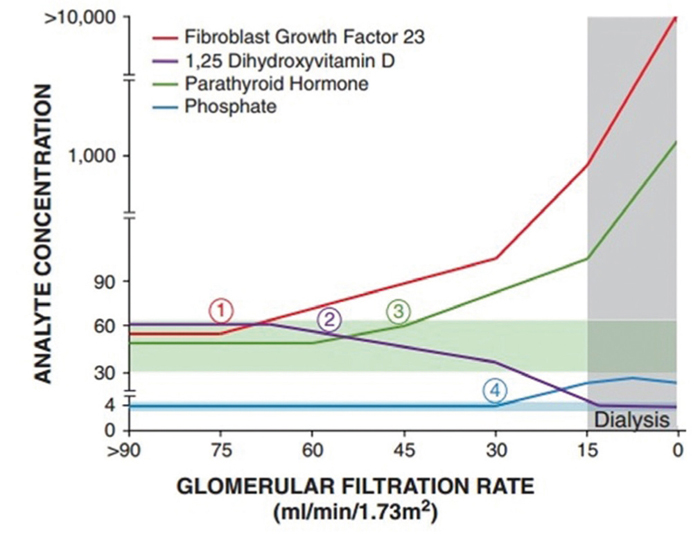 >10,000
Fibroblast Growth Factor 23
1,25 Dihydroxyvitamin D
Parathyroid Hormone
Phosphate
ANALYTE CONCENTRATION
1,000
90
60
30
4
0
1
2
3
4
Dialysis
>90 75 60 45 30 15 0
GLOMERULAR FILTRATION RATE
(ml/min/1.73m²)